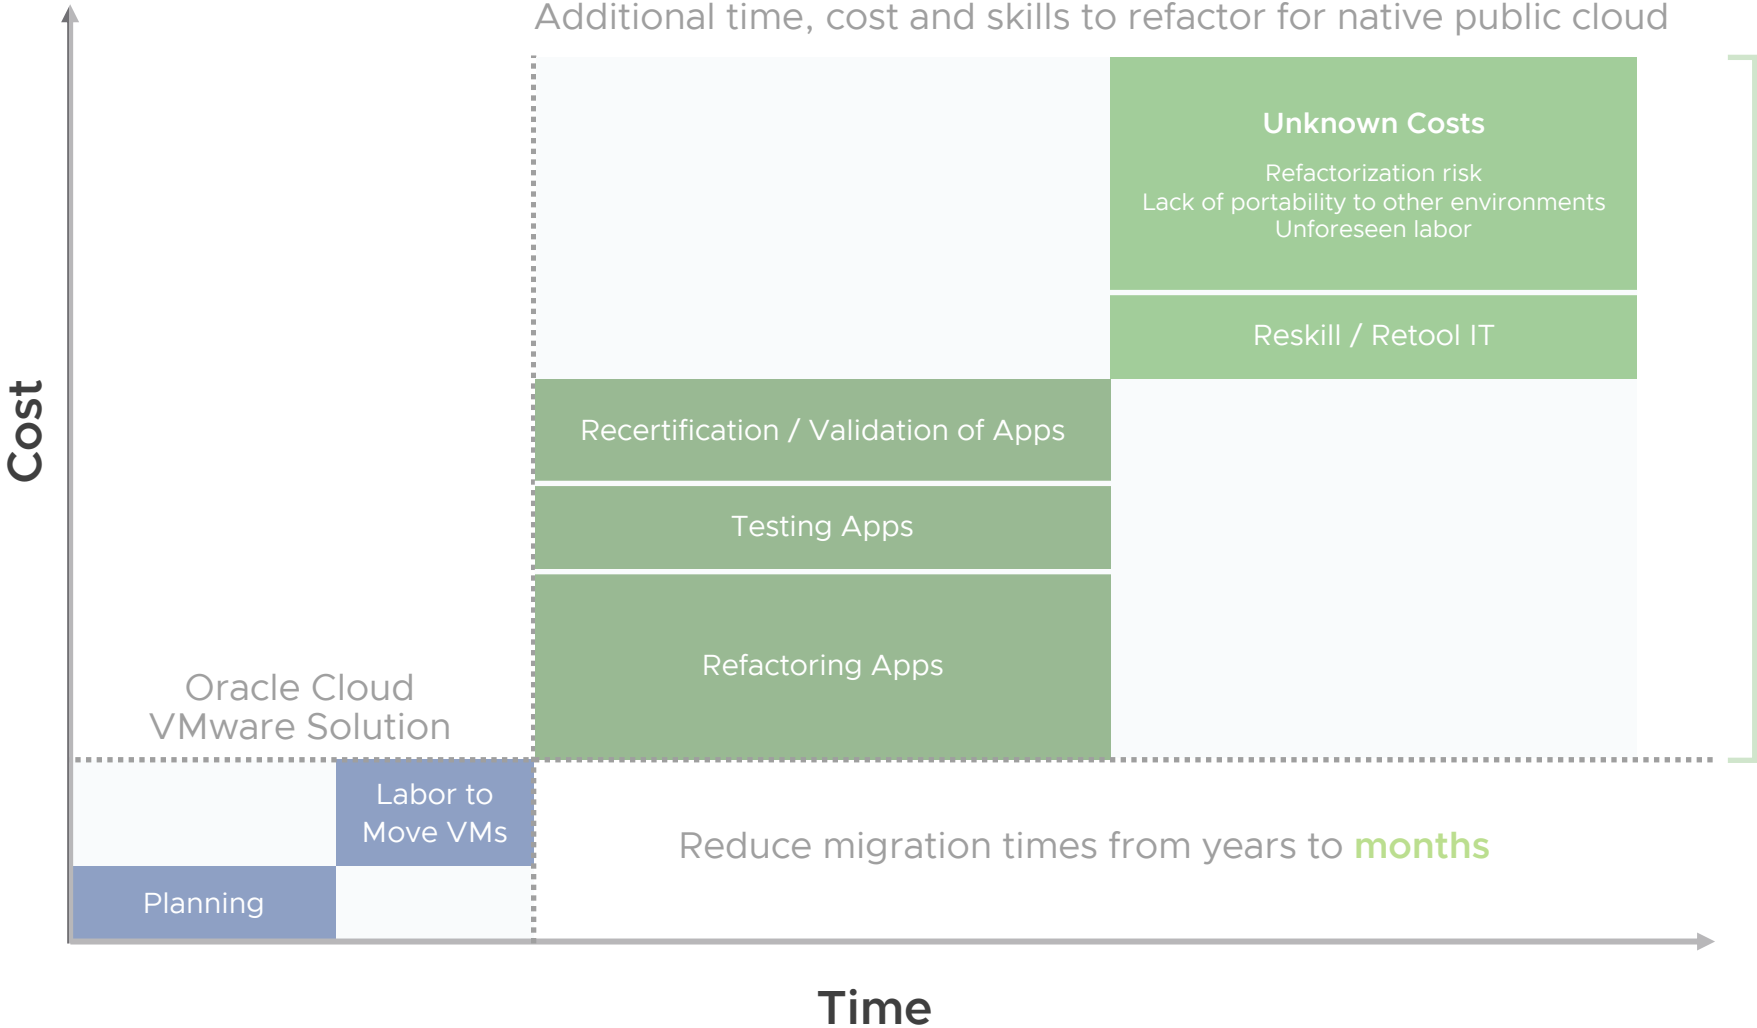 Additional time, cost and skills to refactor for native public cloud
Unknown Costs
Refactorization risk
Lack of portability to other environments
Unforeseen labor
Reskill / Retool IT
Cost
Recertification / Validation of Apps
Testing Apps
Refactoring Apps
Oracle Cloud
VMware Solution
Labor to
Move VMs
Reduce migration times from years to months
Planning
Time